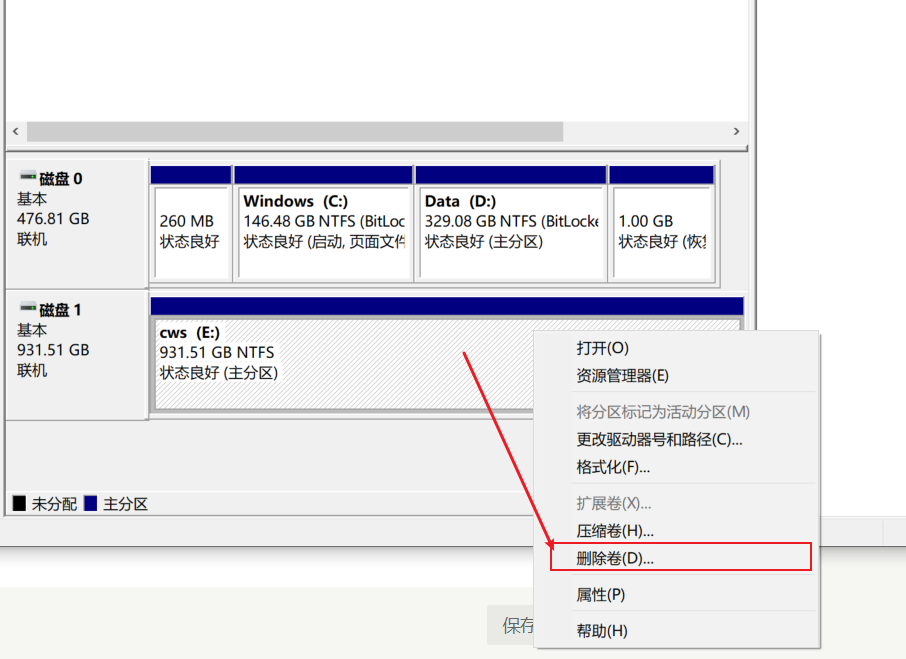 磁盘 0
基本
476.81 GB
联机
260 MB
状态良好
Windows (C:)
146.48 GB NTFS (BitLoc
状态良好 (启动, 页面文件
Data (D:)
329.08 GB NTFS (BitLocke
状态良好 (主分区)
1.00 GB
状态良好 (恢复
磁盘 1
基本
931.51 GB
联机
cws (E:)
931.51 GB NTFS
状态良好 (主分区)
打开(O)
资源管理器(E)
将分区标记为活动分区(M)
更改驱动器号和路径(C)...
格式化(F)...
扩展卷(X)...
压缩卷(H)...
删除卷(D)...
属性(P)
帮助(H)
未分配 主分区
保存